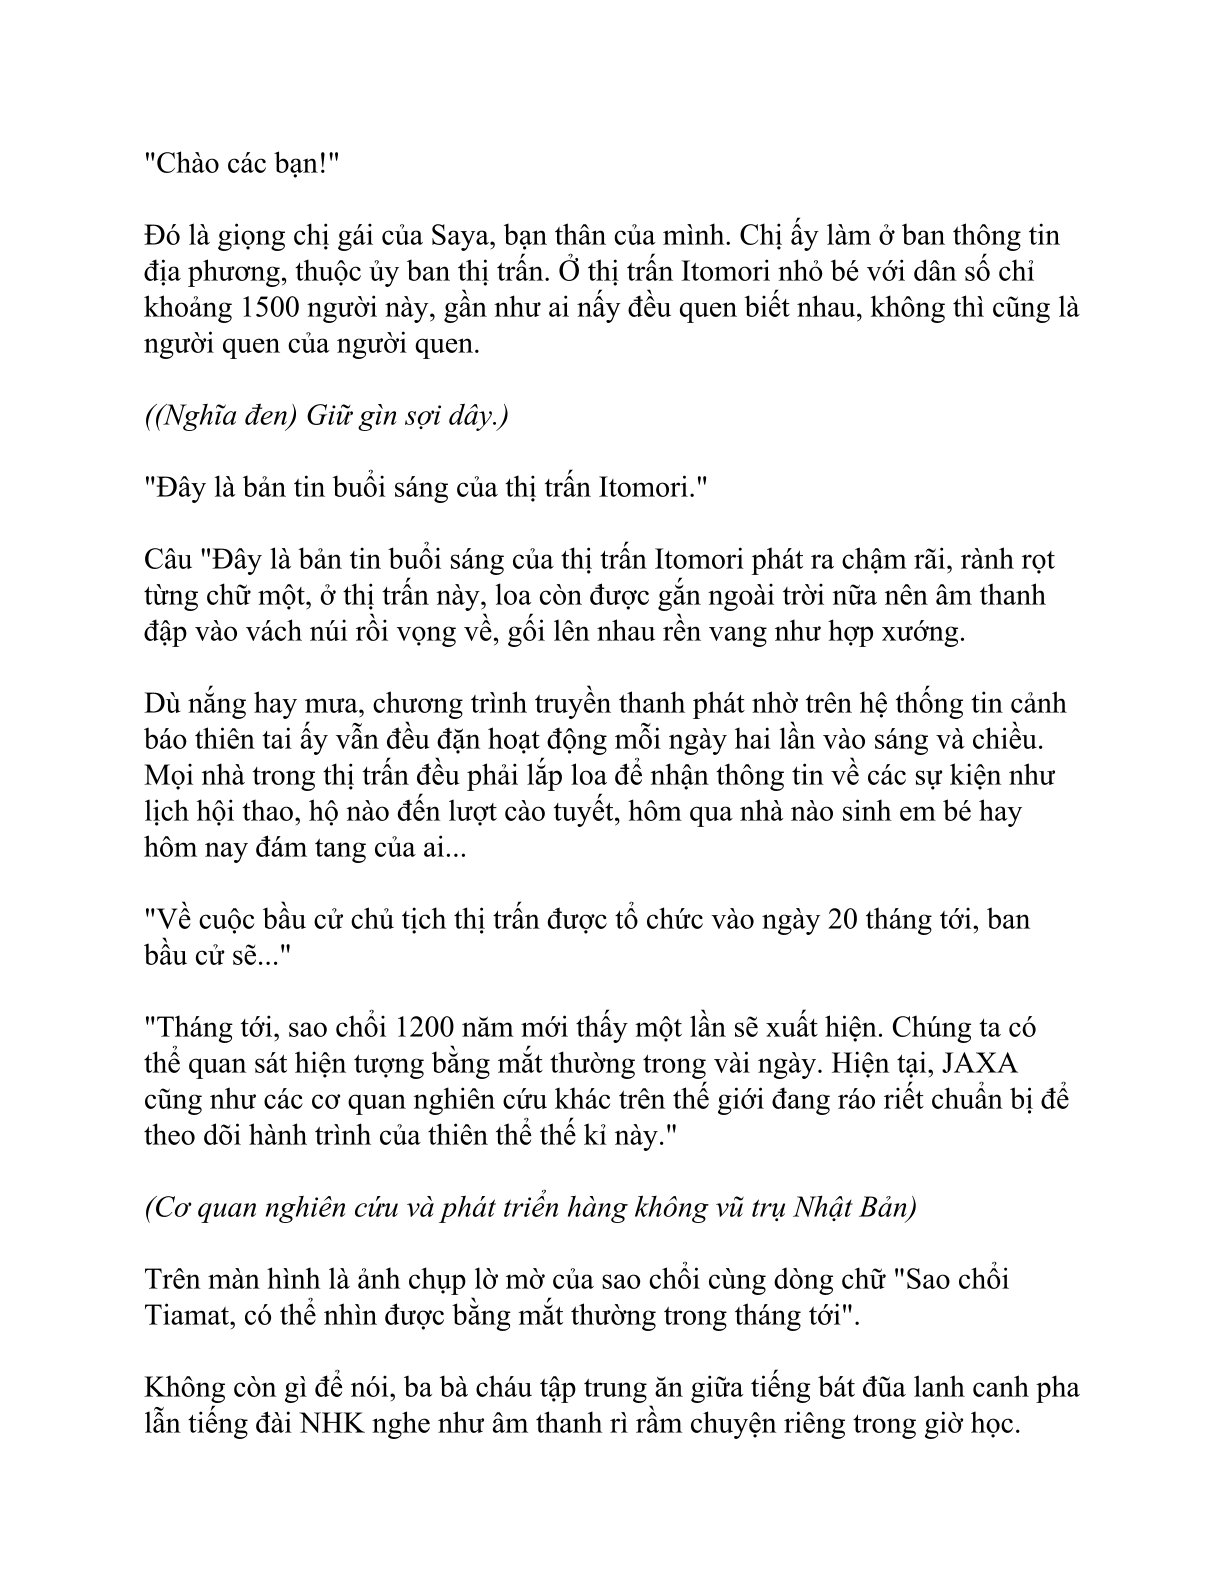 "Chào các bạn!"
Đó là giọng chị gái của Saya, bạn thân của mình. Chị ấy làm ở ban thông tin
địa phương, thuộc ủy ban thị trấn. Ở thị trấn Itomori nhỏ bé với dân số chỉ
khoảng 1500 người này, gần như ai nấy đều quen biết nhau, không thì cũng là
người quen của người quen.
((Nghĩa đen) Giữ gìn sợi dây.)
"Đây là bản tin buổi sáng của thị trấn Itomori."
Câu "Đây là bản tin buổi sáng của thị trấn Itomori phát ra chậm rãi, rành rọt
từng chữ một, ở thị trấn này, loa còn được gắn ngoài trời nữa nên âm thanh
đập vào vách núi rồi vọng về, gối lên nhau rền vang như hợp xướng.
Dù nắng hay mưa, chương trình truyền thanh phát nhờ trên hệ thống tin cảnh
báo thiên tai ấy vẫn đều đặn hoạt động mỗi ngày hai lần vào sáng và chiều.
Mọi nhà trong thị trấn đều phải lắp loa để nhận thông tin về các sự kiện như
lịch hội thao, hộ nào đến lượt cào tuyết, hôm qua nhà nào sinh em bé hay
hôm nay đám tang của ai...
"Về cuộc bầu cử chủ tịch thị trấn được tổ chức vào ngày 20 tháng tới, ban
bầu cử sẽ..."
"Tháng tới, sao chổi 1200 năm mới thấy một lần sẽ xuất hiện. Chúng ta có
thể quan sát hiện tượng bằng mắt thường trong vài ngày. Hiện tại, JAXA
cũng như các cơ quan nghiên cứu khác trên thế giới đang ráo riết chuẩn bị để
theo dõi hành trình của thiên thể thế kỉ này."
(Cơ quan nghiên cứu và phát triển hàng không vũ trụ Nhật Bản)
Trên màn hình là ảnh chụp lờ mờ của sao chổi cùng dòng chữ "Sao chổi
Tiamat, có thể nhìn được bằng mắt thường trong tháng tới".
Không còn gì để nói, ba bà cháu tập trung ăn giữa tiếng bát đũa lanh canh pha
lẫn tiếng đài NHK nghe như âm thanh rì rầm chuyện riêng trong giờ học.